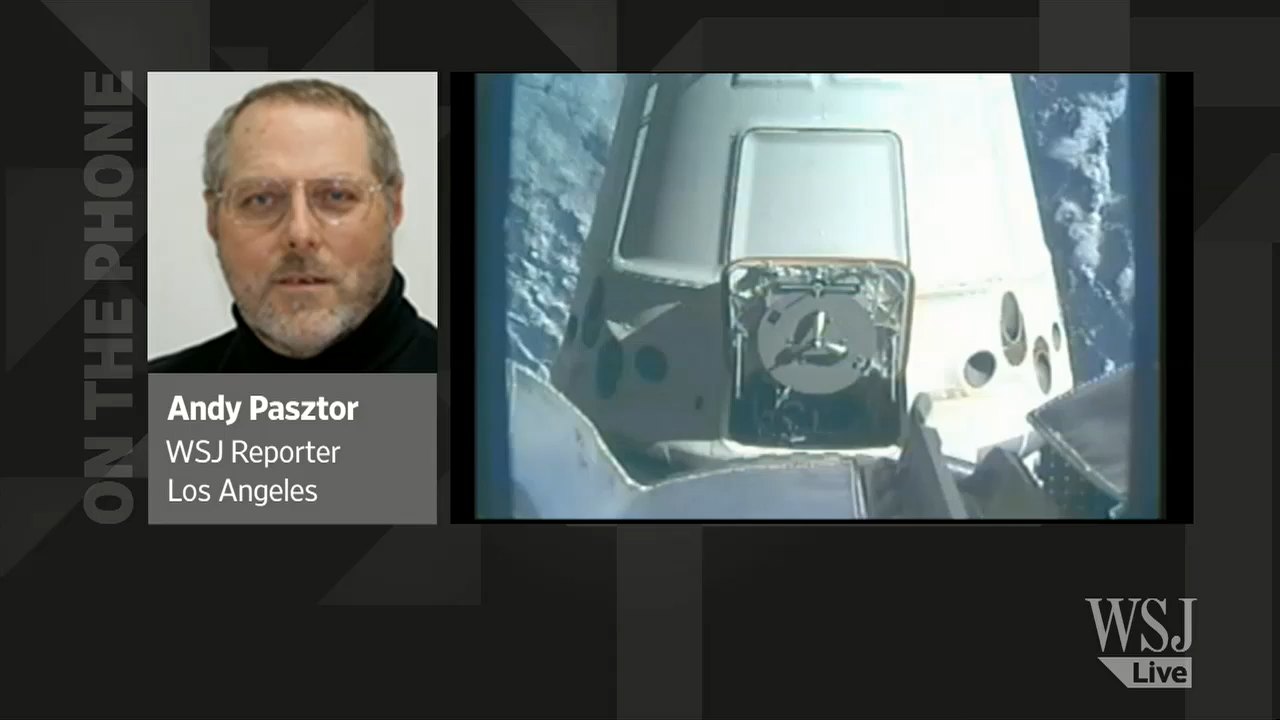 ON THE PHONE
Andy Pasztor
WSJ Reporter
Los Angeles
WSJ
Live